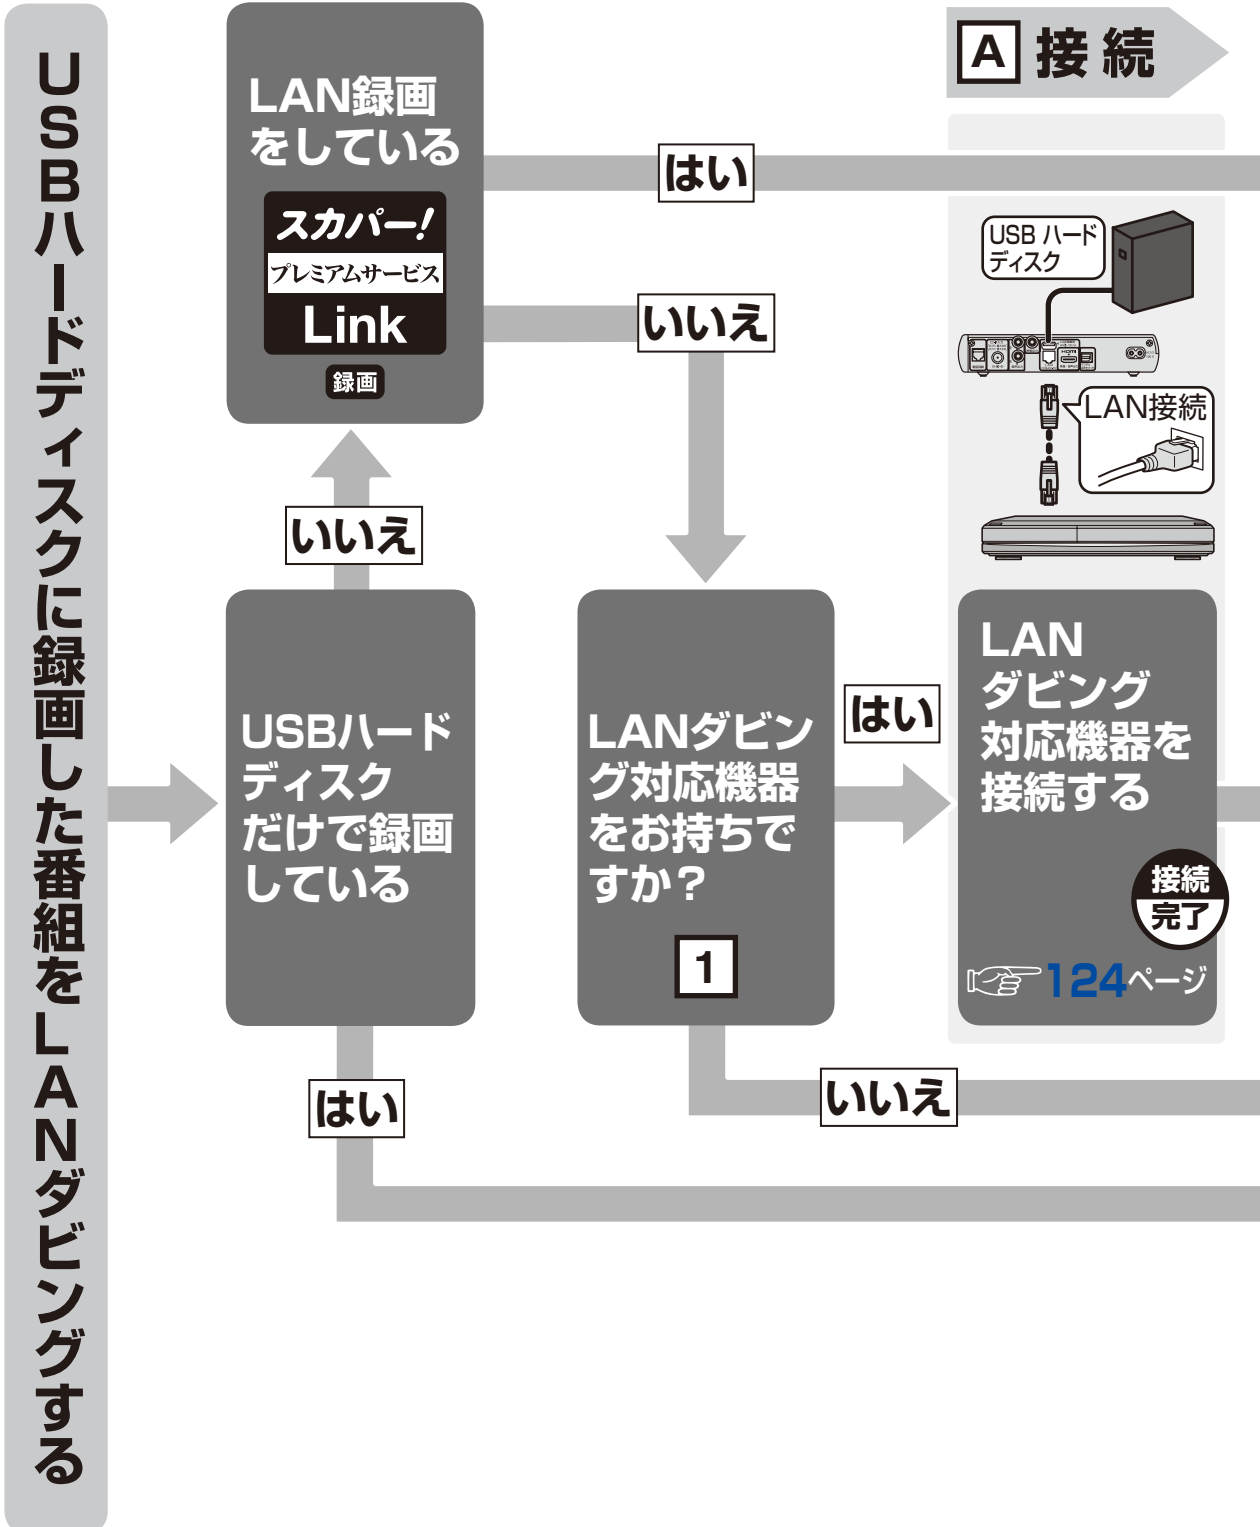 USBハードディスクに録画した番組をLANダビングする
LAN録画
をしている
スカパー!
プレミアムサービス
Link
録画
はい
いいえ
いいえ
USBハード
ディスク
だけで録画
している
はい
LANダビン
グ対応機器
をお持ちで
すか？
1
はい
いいえ
A 接続
USB ハード
ディスク
HDMI
LAN接続
LAN
ダビング
対応機器を
接続する
接続
完了
☞124ページ